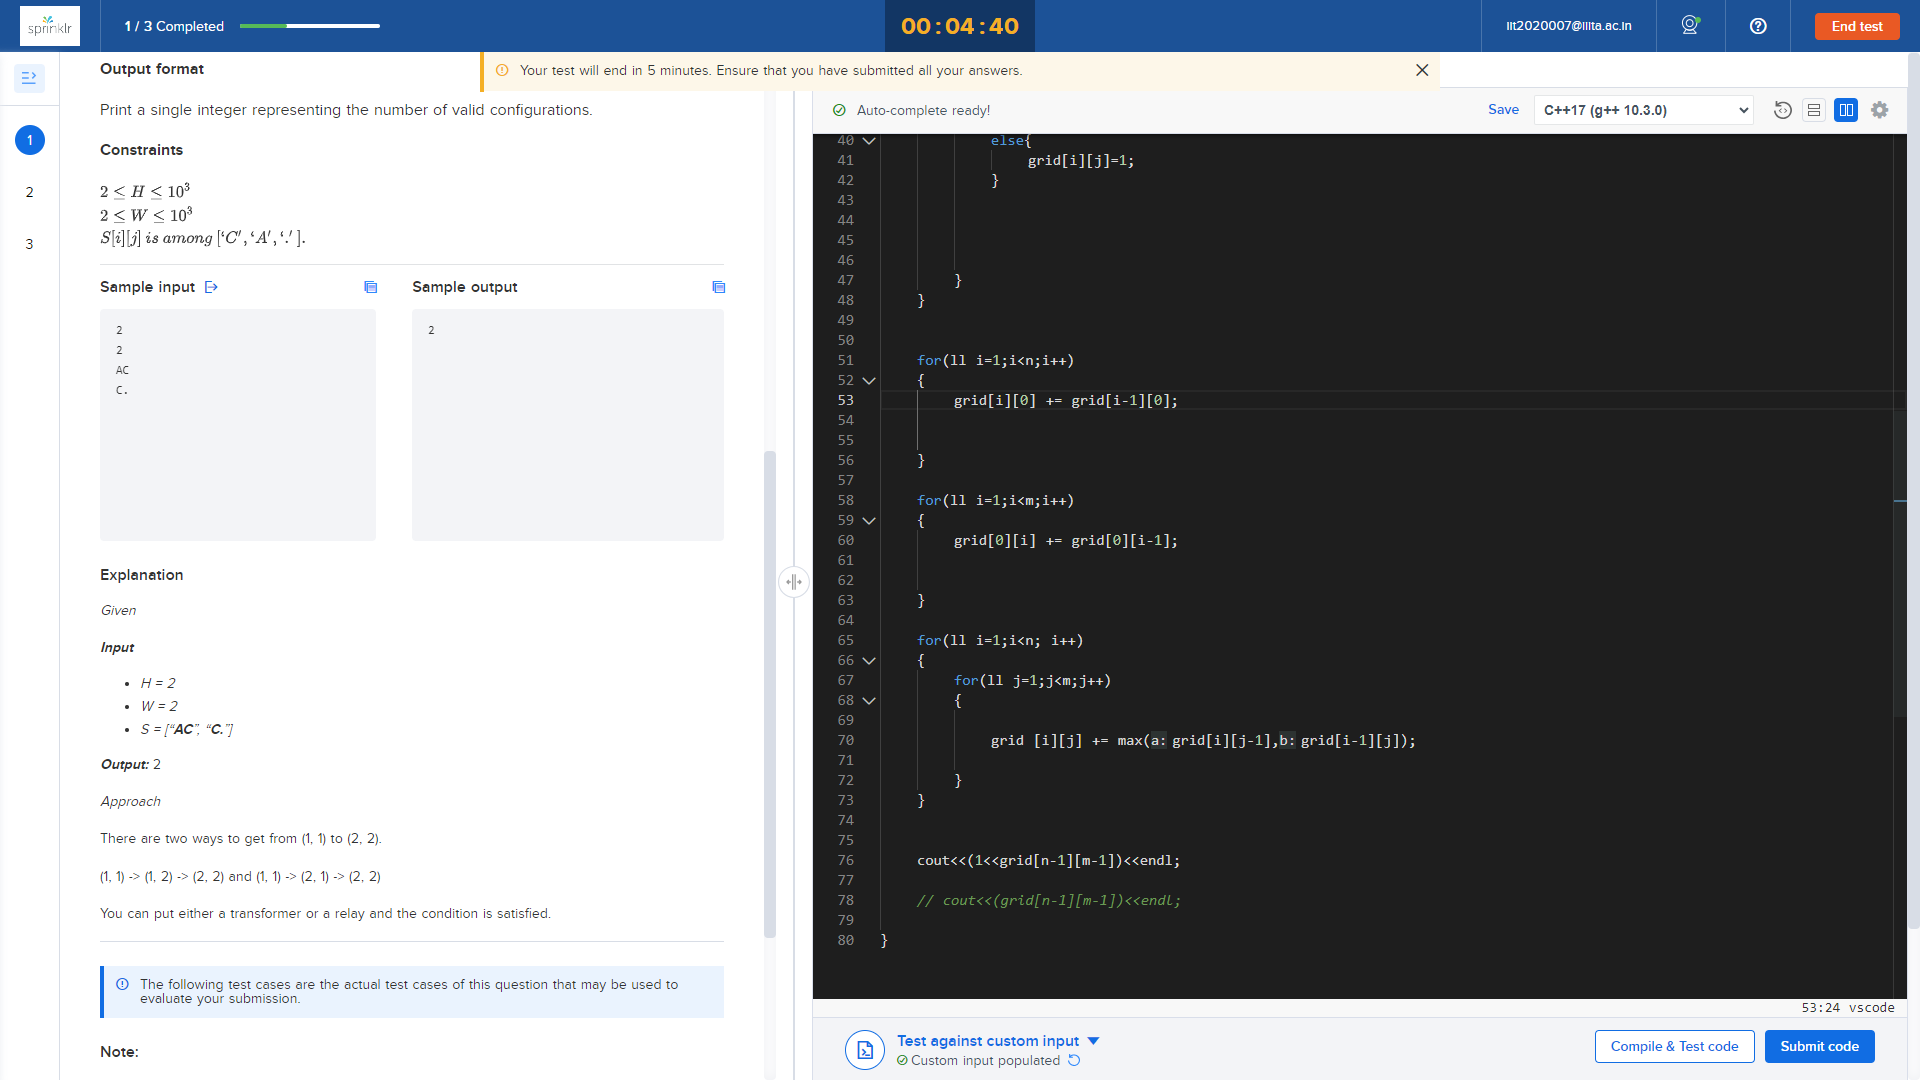 sprinklr
1 / 3 Completed
00:04:40
iit2020007@iiita.ac.in
End test
Your test will end in 5 minutes. Ensure that you have submitted all your answers.
1
2
3
Output format
Print a single integer representing the number of valid configurations.
Constraints
2 ≤ H ≤ 10³
2 ≤ W ≤ 10³
S[i][j] is among [‘C′, ‘A′, ‘.′ ].
Sample input
Sample output
2
2
AC
C.
2
Explanation
Given
Input
• H = 2
• W = 2
• S = ["AC", "C."]
Output: 2
Approach
There are two ways to get from (1, 1) to (2, 2).
(1, 1) -> (1, 2) -> (2, 2) and (1, 1) -> (2, 1) -> (2, 2)
You can put either a transformer or a relay and the condition is satisfied.
The following test cases are the actual test cases of this question that may be used to
evaluate your submission.
Note:
Auto-complete ready!
Save
C++17 (g++ 10.3.0)
40 else{
41 grid[i][j]=1;
42 }
43
44
45
46
47 }
48 }
49
50
51 for(ll i=1;i<n;i++)
52 {
53 grid[i][0] += grid[i-1][0];
54
55
56 }
57
58 for(ll i=1;i<m;i++)
59 {
60 grid[0][i] += grid[0][i-1];
61
62
63 }
64
65 for(ll i=1;i<n; i++)
66 {
67 for(ll j=1;j<m;j++)
68 {
69
70 grid [i][j] += max(a: grid[i][j-1],b: grid[i-1][j]);
71
72 }
73 }
74
75
76 cout<<(1<<grid[n-1][m-1])<<endl;
77
78 // cout<<(grid[n-1][m-1])<<endl;
79
80 }
53:24 vscode
Test against custom input
Custom input populated
Compile & Test code
Submit code